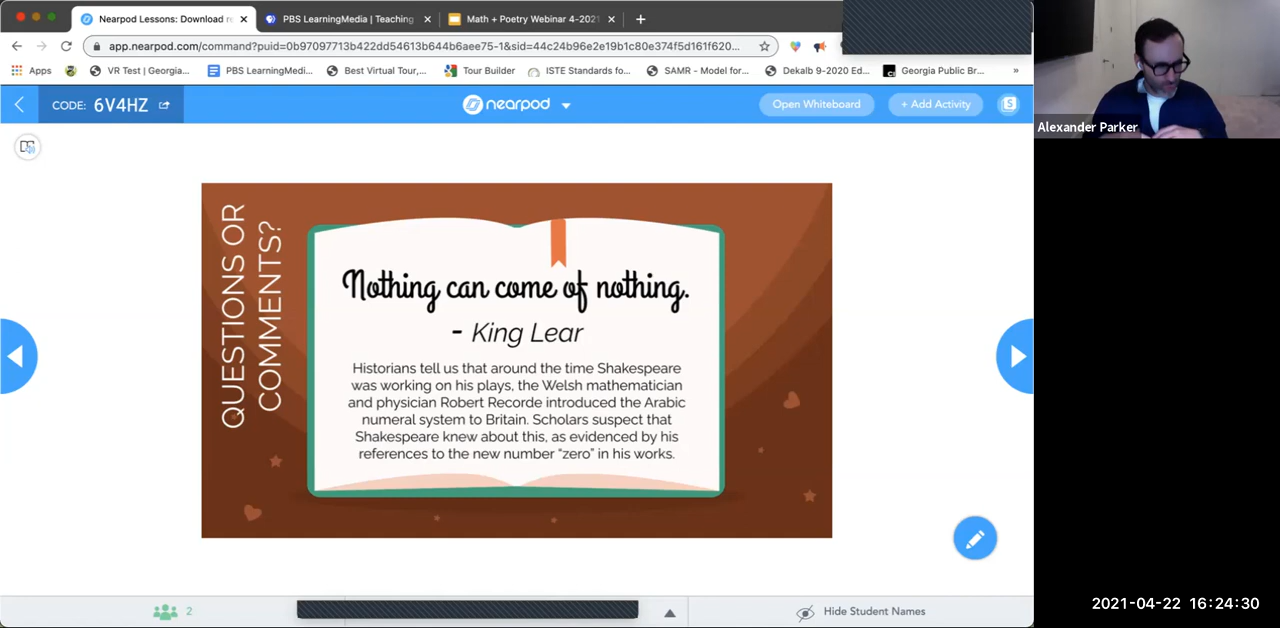 Nearpod Lessons: Download re
PBS LearningMedia | Teaching
Math + Poetry Webinar 4-2021
app.nearpod.com/command?puid=0b97097713b422dd54613b644b6aee75-1&sid=44c24b96e2e19b1c80e374f5d161f620...
Apps
VR Test | Georgia...
PBS LearningMedi...
Best Virtual Tour,...
Tour Builder
ISTE Standards fo...
SAMR - Model for...
Dekalb 9-2020 Ed...
Georgia Public Br...
»
CODE: 6V4HZ
nearpod
Open Whiteboard
+ Add Activity
S
Alexander Parker
QUESTIONS OR
COMMENTS?
Nothing can come of nothing.
- King Lear
Historians tell us that around the time Shakespeare
was working on his plays, the Welsh mathematician
and physician Robert Recorde introduced the Arabic
numeral system to Britain. Scholars suspect that
Shakespeare knew about this, as evidenced by his
references to the new number “zero” in his works.
2
Hide Student Names
2021-04-22 16:24:30